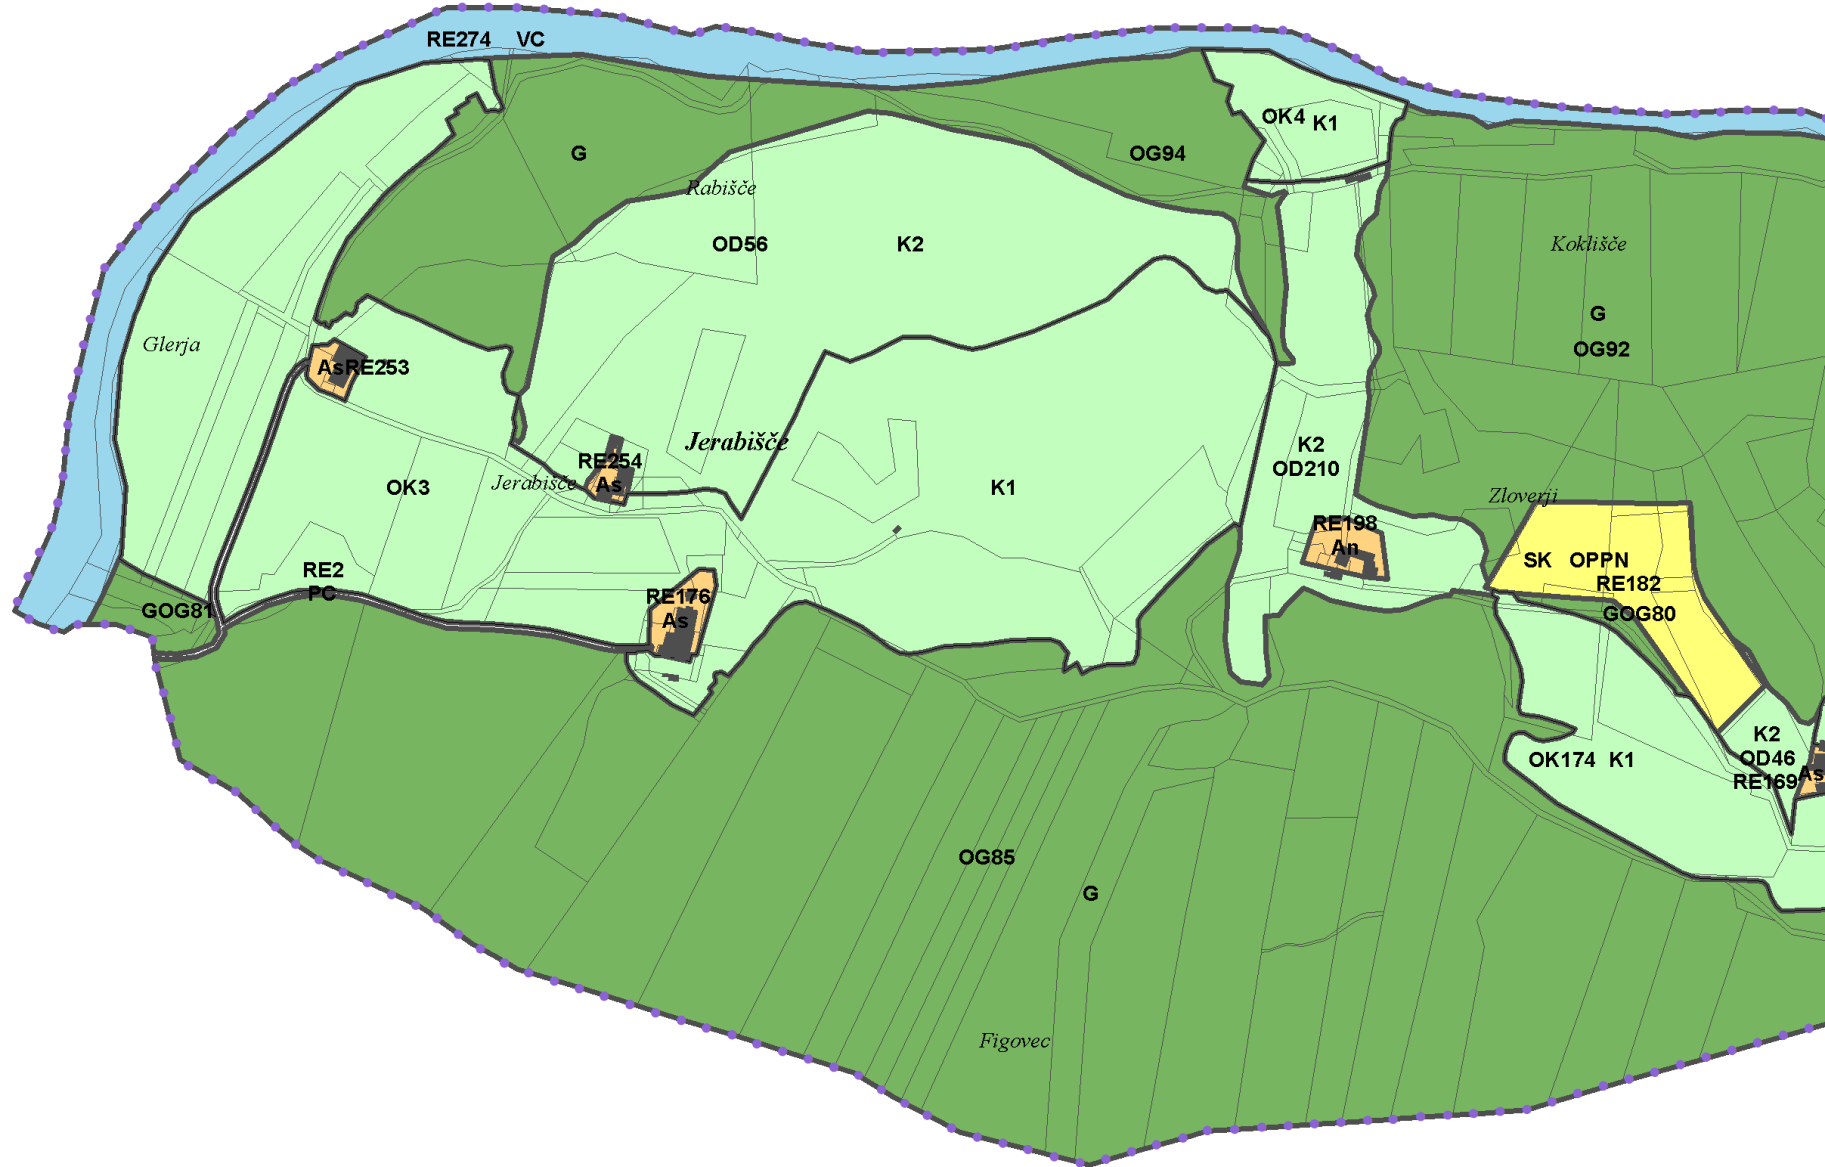 RE274 VC
OK4 K1
G
OG94
Rabišče
OD56 K2
Koklišče
G
OG92
Glerja
AsRE253
Jerabišče
K2
OD210
RE254
As
Jerabišče
OK3
K1
Zloverji
RE198
An
SK OPPN
RE182
RE2
PC
GOG81
RE176
As
GOG80
K2
OD46
RE169
As
OK174 K1
OG85
G
Figovec